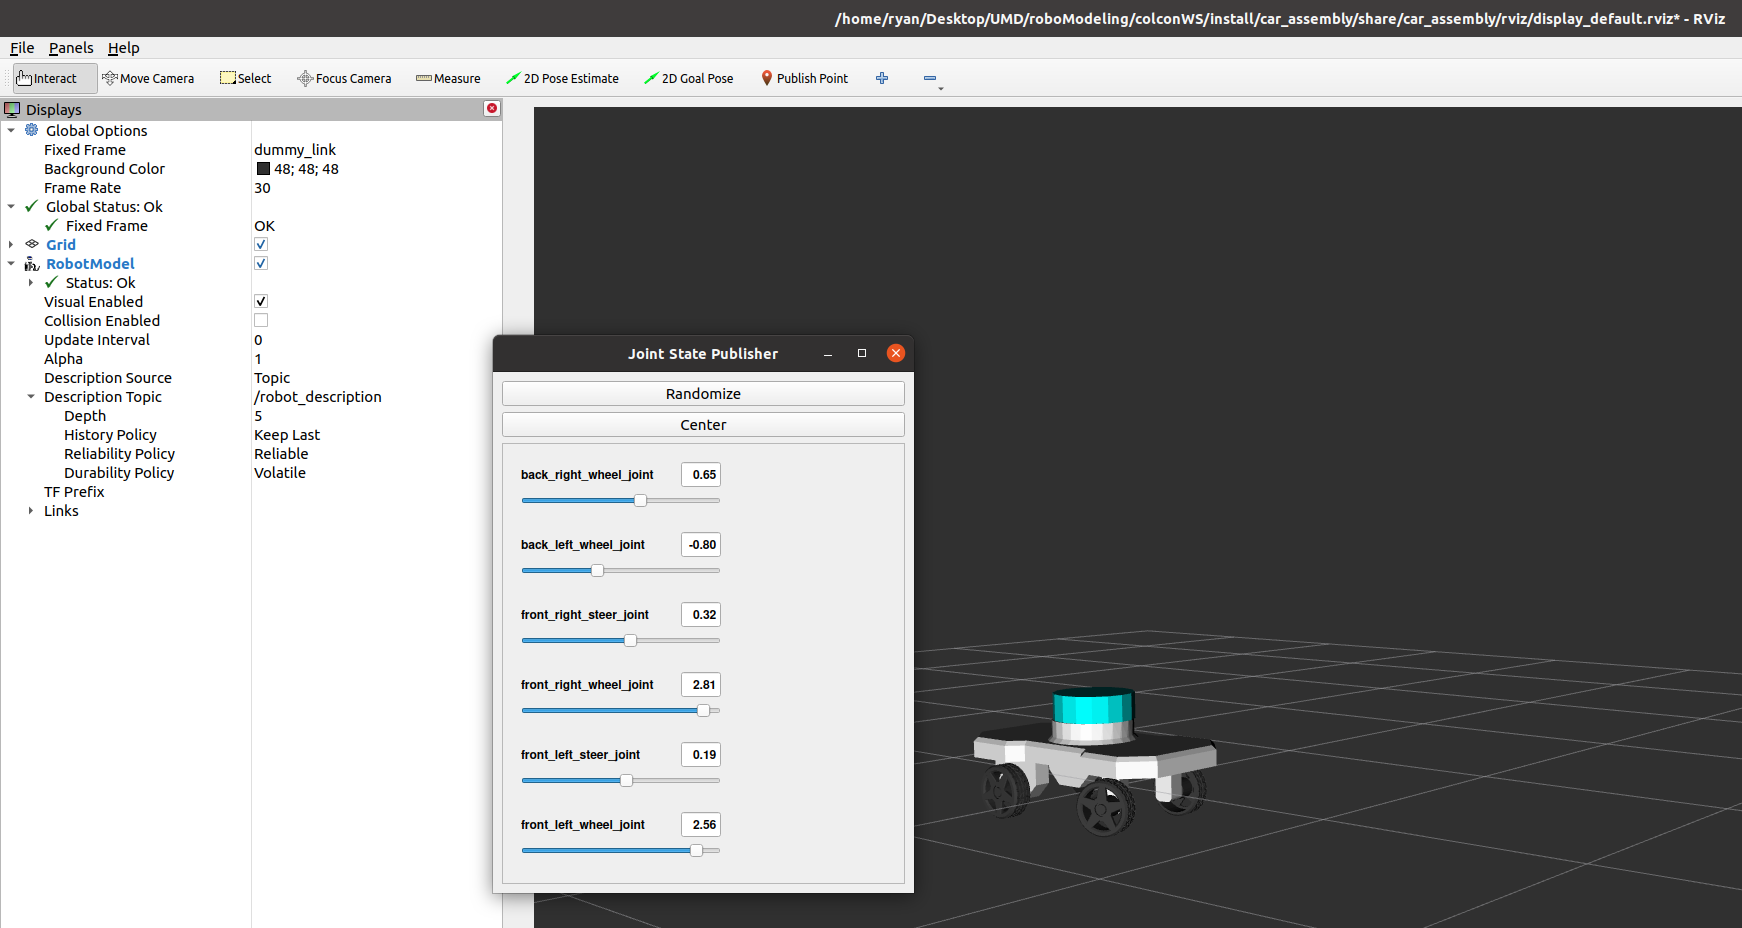 /home/ryan/Desktop/UMD/roboModeling/colconWS/install/car_assembly/share/car_assembly/rviz/display_default.rviz* - RViz
File Panels Help
Interact Move Camera Select Focus Camera Measure 2D Pose Estimate 2D Goal Pose Publish Point
Displays
Global Options
Fixed Frame dummy_link
Background Color 48; 48; 48
Frame Rate 30
Global Status: Ok
Fixed Frame OK
Grid
RobotModel
Status: Ok
Visual Enabled
Collision Enabled
Update Interval 0
Alpha 1
Description Source Topic
Description Topic /robot_description
Depth 5
History Policy Keep Last
Reliability Policy Reliable
Durability Policy Volatile
TF Prefix
Links
Joint State Publisher
Randomize
Center
back_right_wheel_joint 0.65
back_left_wheel_joint -0.80
front_right_steer_joint 0.32
front_right_wheel_joint 2.81
front_left_steer_joint 0.19
front_left_wheel_joint 2.56